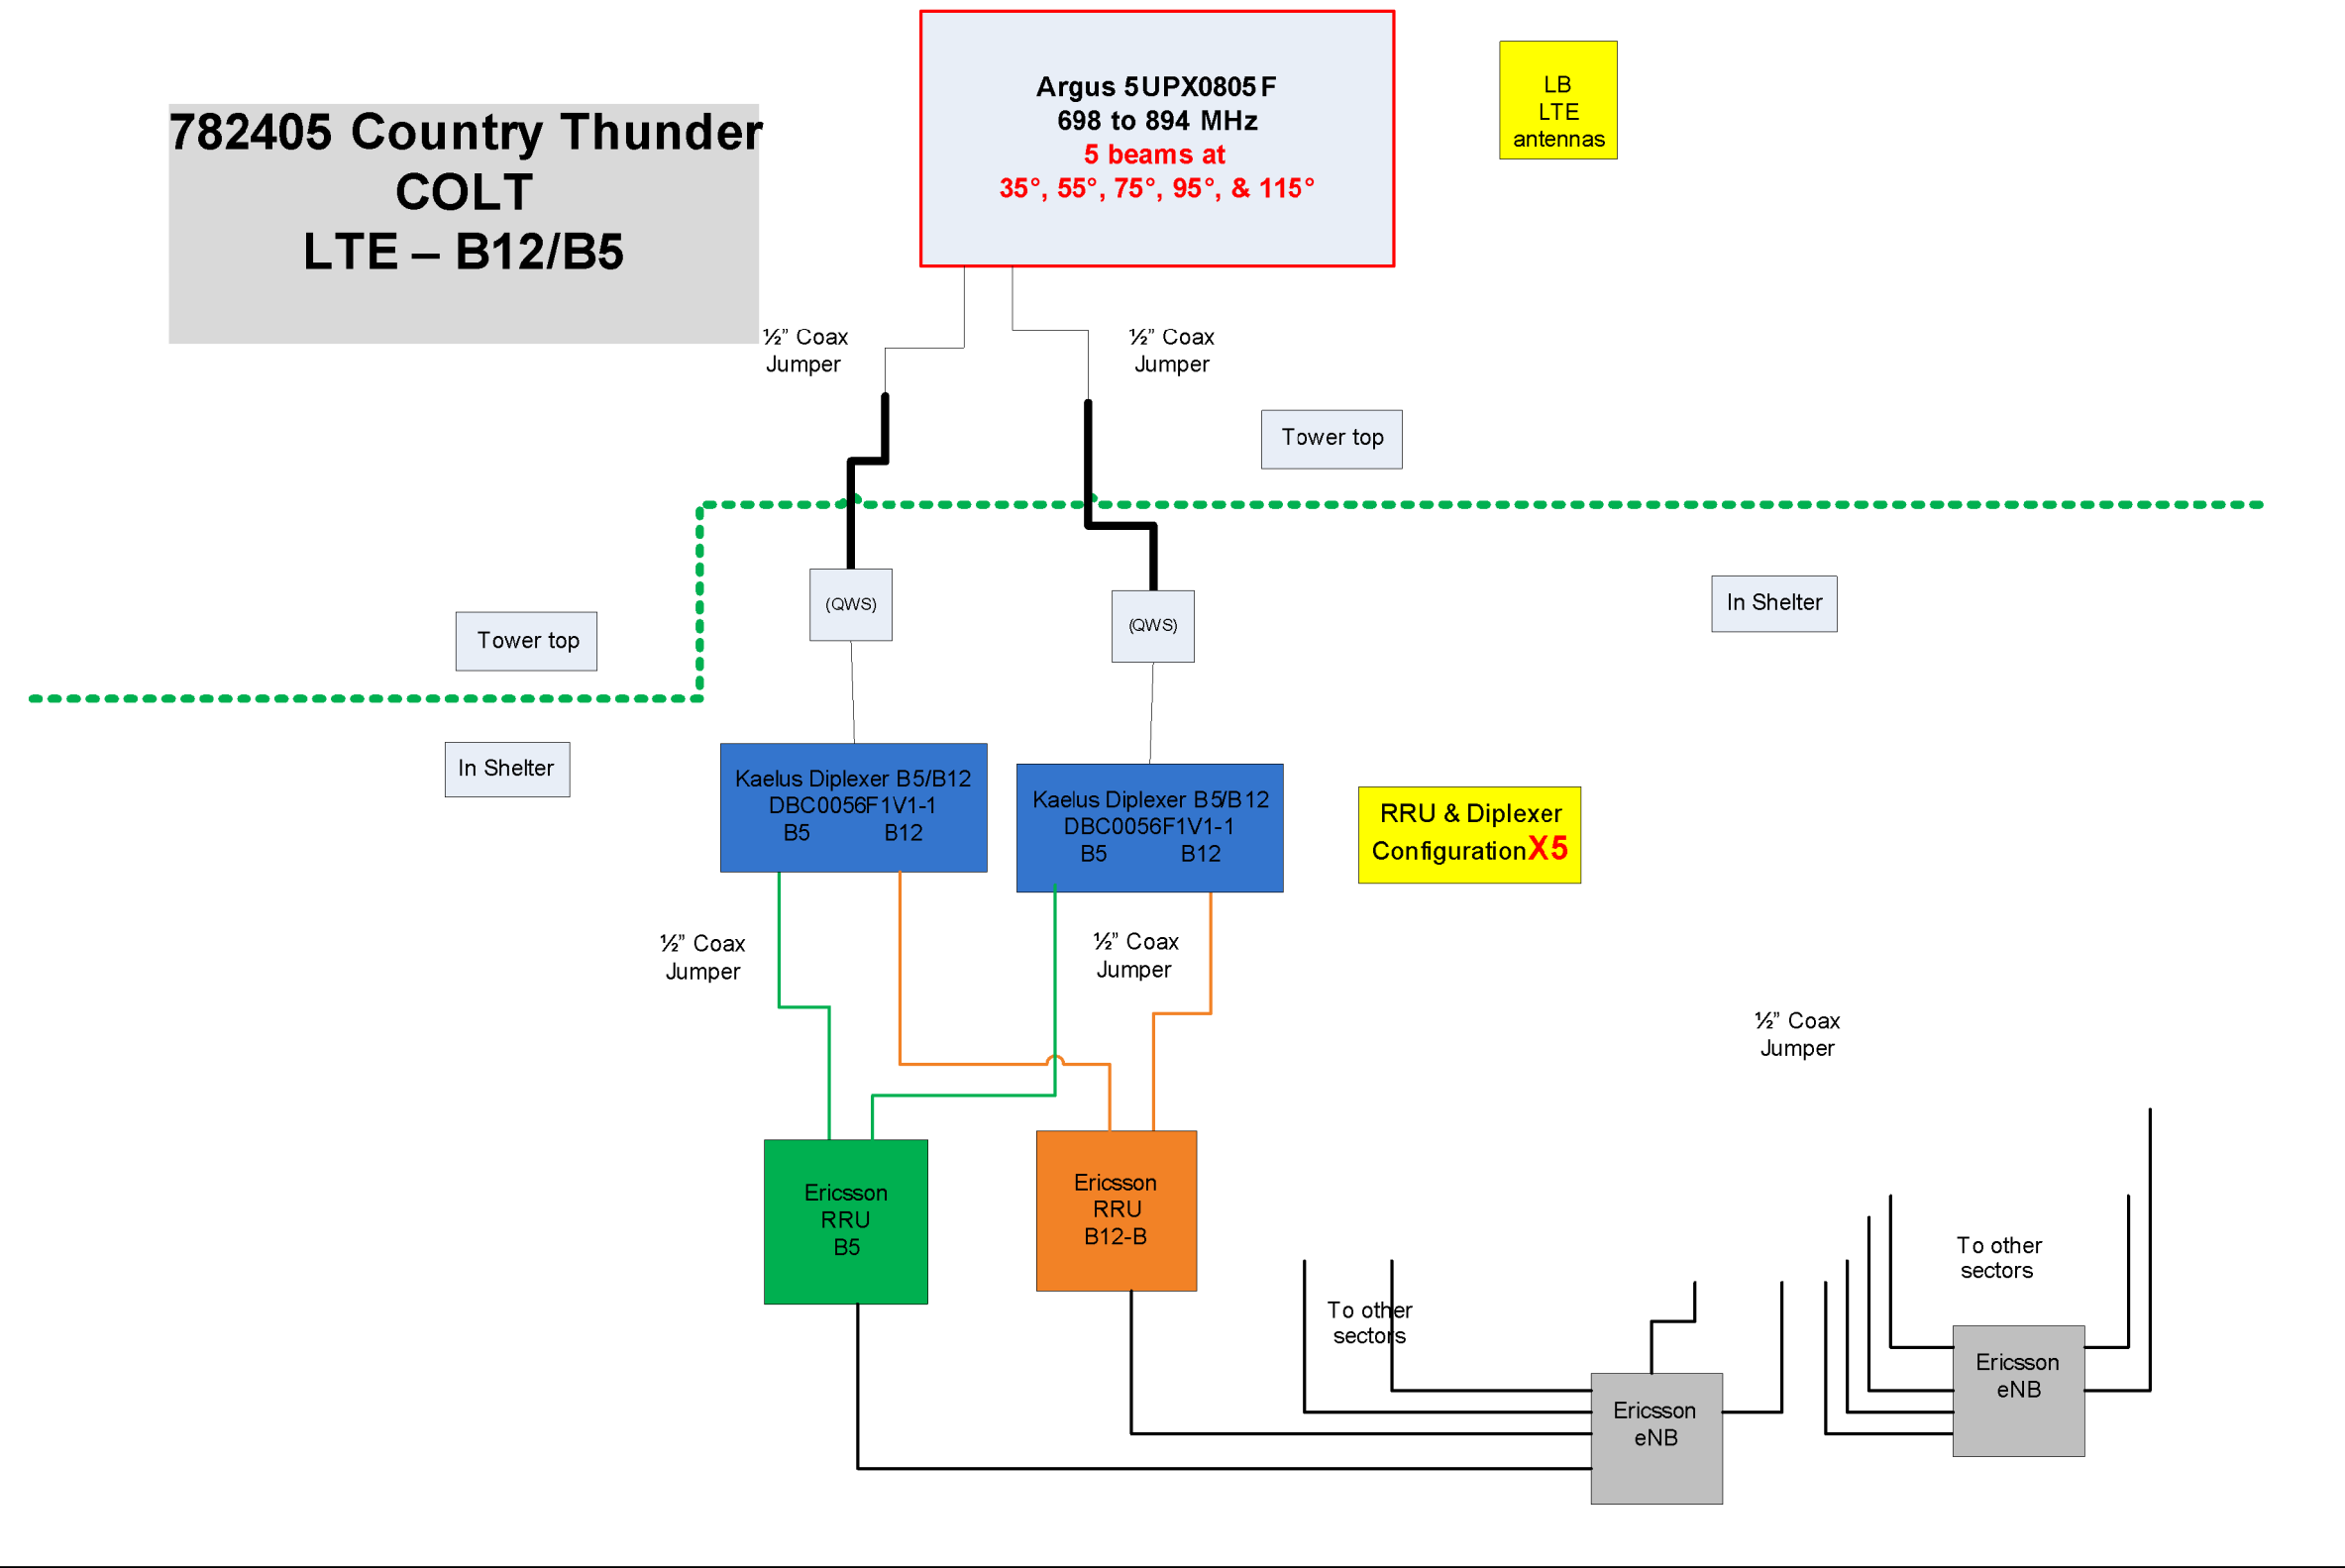 782405 Country Thunder
COLT
LTE – B12/B5
Argus 5UPX0805F
698 to 894 MHz
5 beams at
35°, 55°, 75°, 95°, & 115°
LB
LTE
antennas
½” Coax
Jumper
½” Coax
Jumper
Tower top
(QWS)
(QWS)
In Shelter
Tower top
In Shelter
Kaelus Diplexer B5/B12
DBC0056F1V1-1
B5 B12
Kaelus Diplexer B5/B12
DBC0056F1V1-1
B5 B12
RRU & Diplexer
ConfigurationX5
½” Coax
Jumper
½” Coax
Jumper
½” Coax
Jumper
Ericsson
RRU
B5
Ericsson
RRU
B12-B
To other
sectors
To other
sectors
Ericsson
eNB
Ericsson
eNB